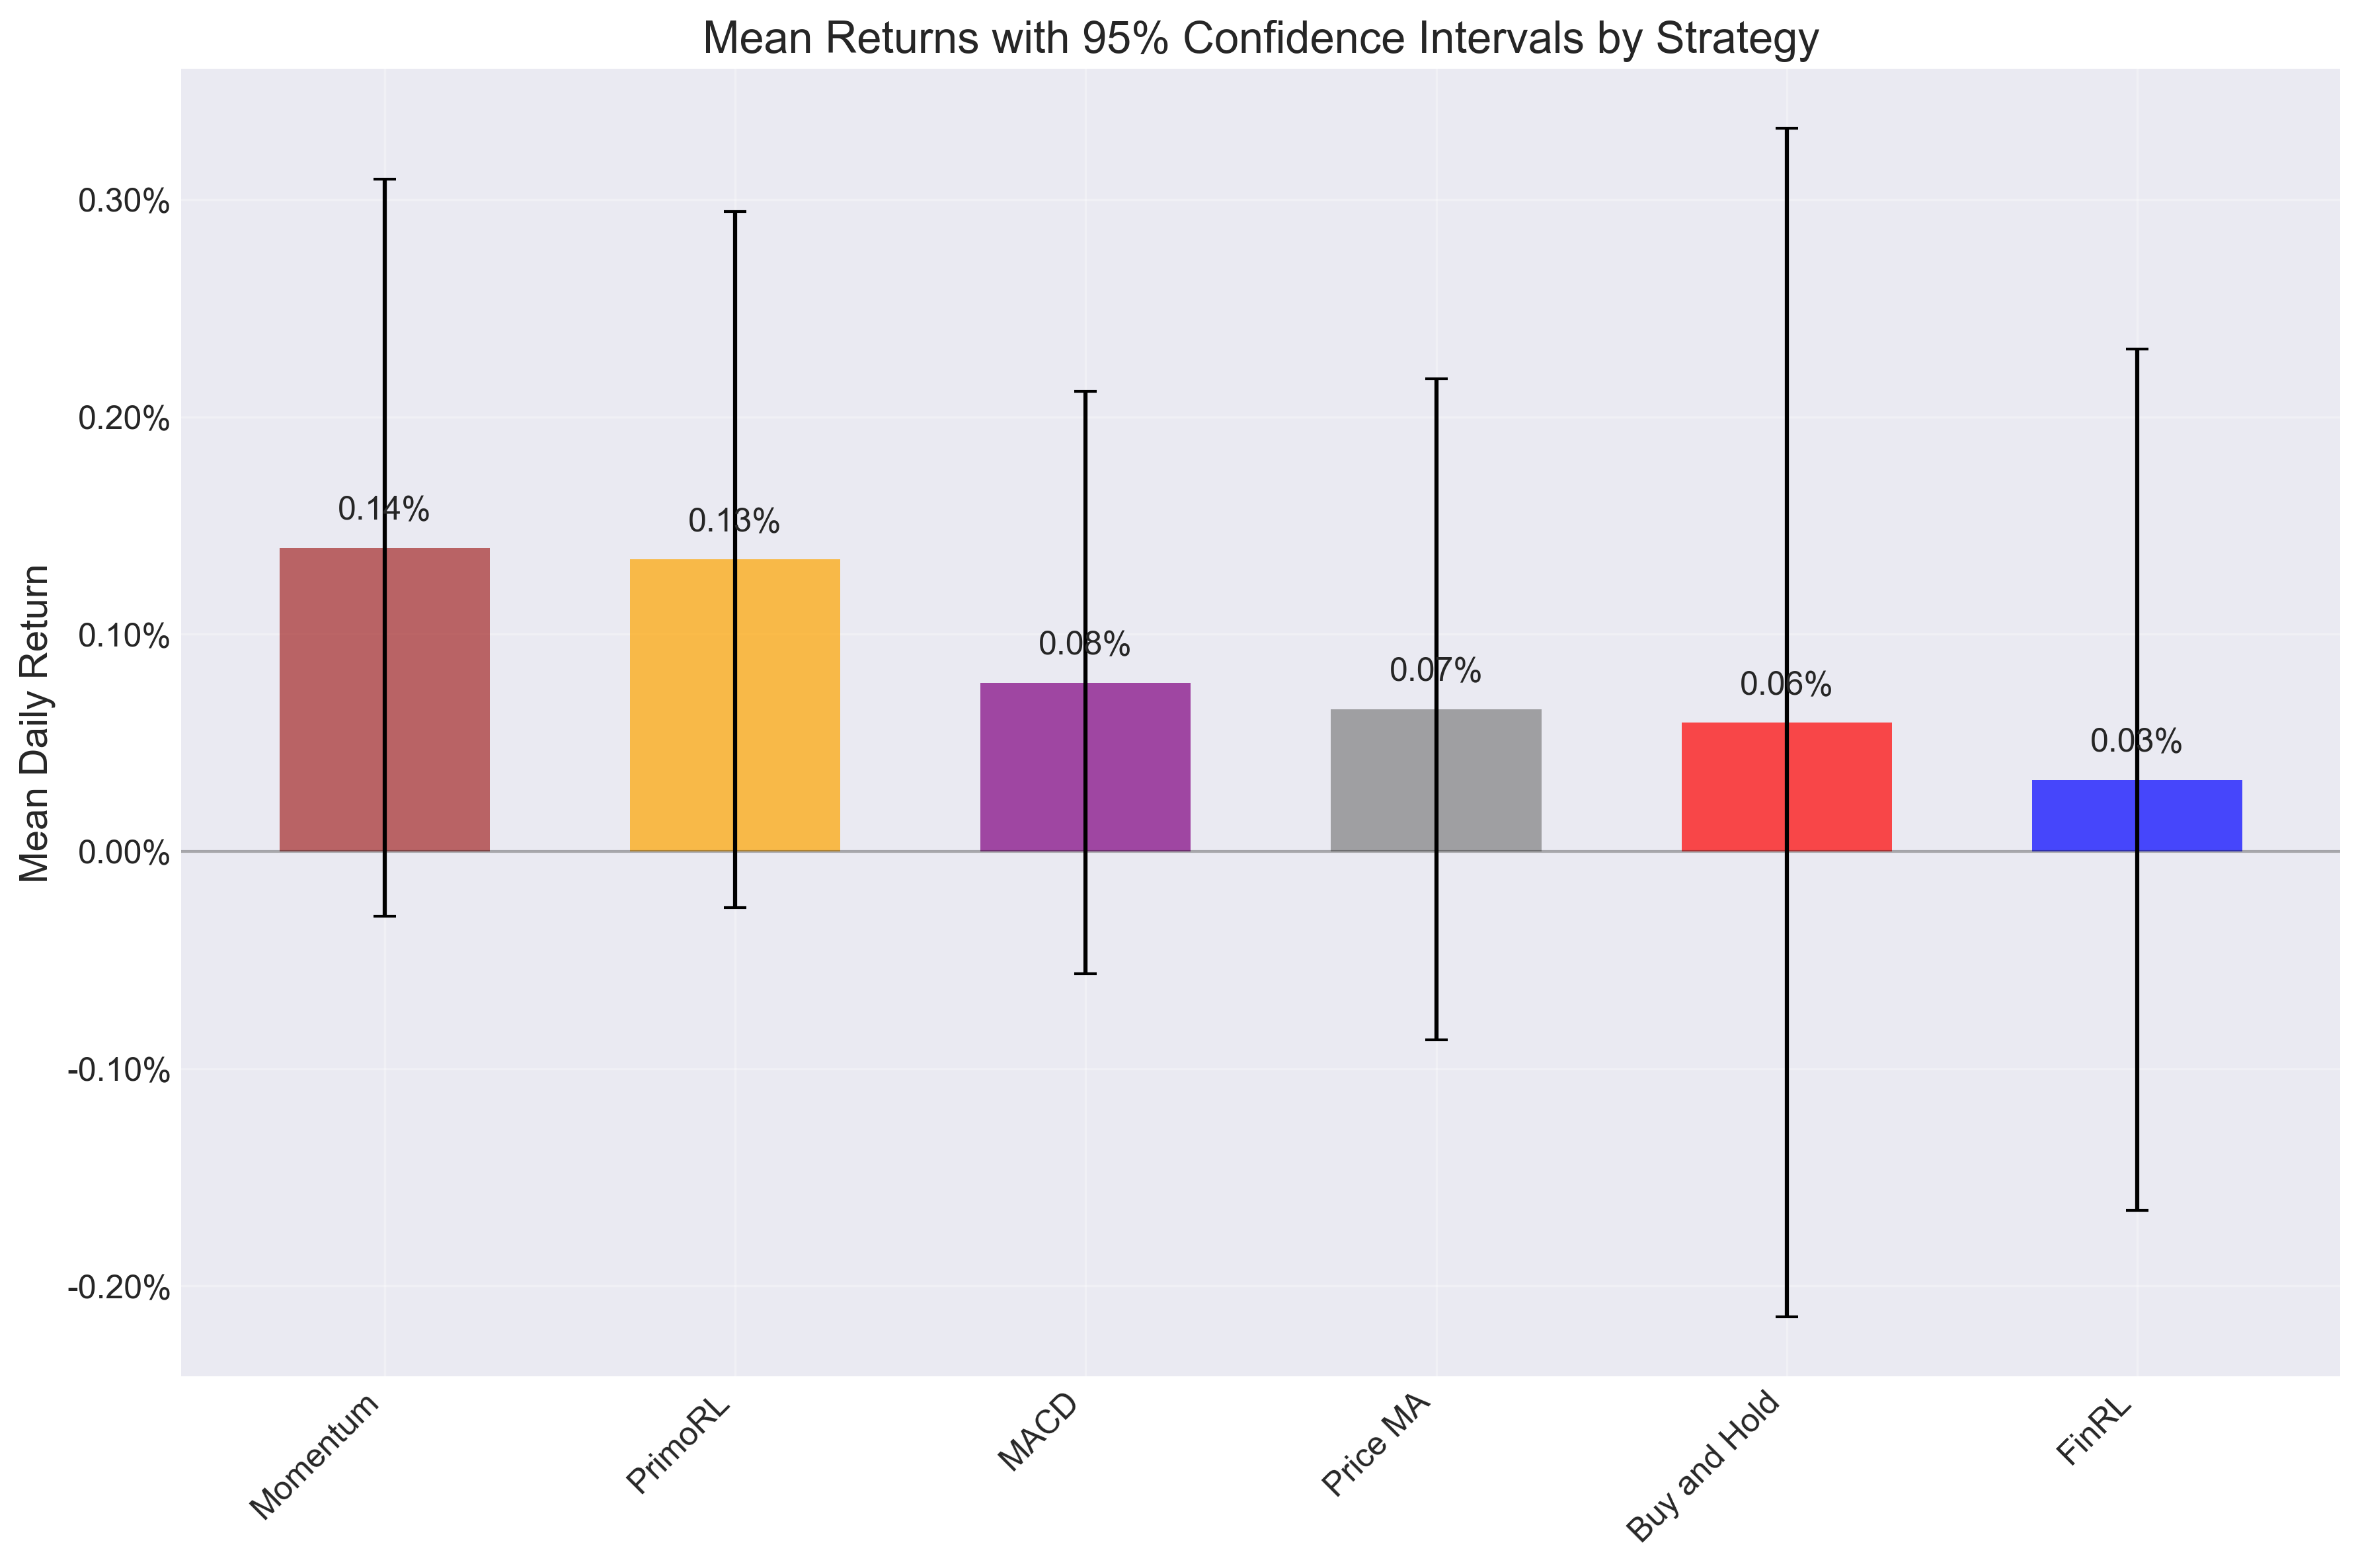 Mean Returns with 95% Confidence Intervals by Strategy
Mean Daily Return
0.30%
0.20%
0.10%
0.00%
-0.10%
-0.20%
0.14%
0.13%
0.08%
0.07%
0.06%
0.03%
Momentum
PrimoRL
MACD
Price MA
Buy and Hold
FinRL